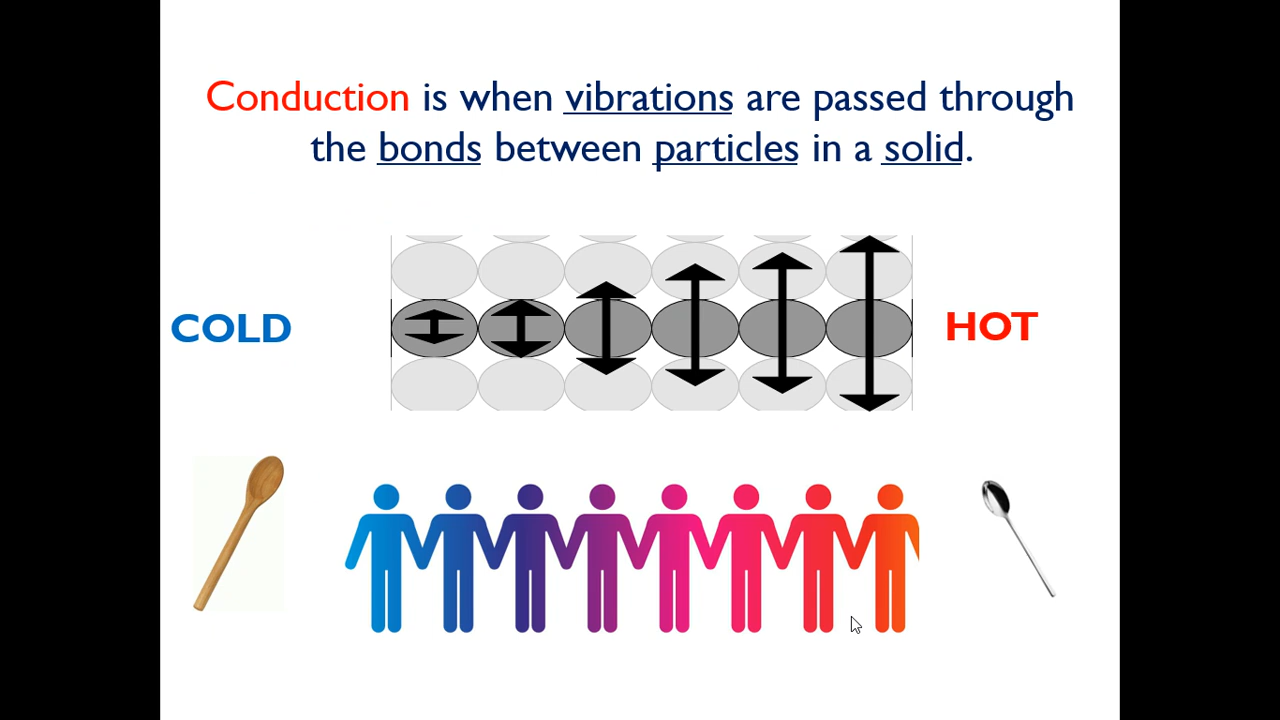 Conduction is when vibrations are passed through
the bonds between particles in a solid.
COLD
HOT